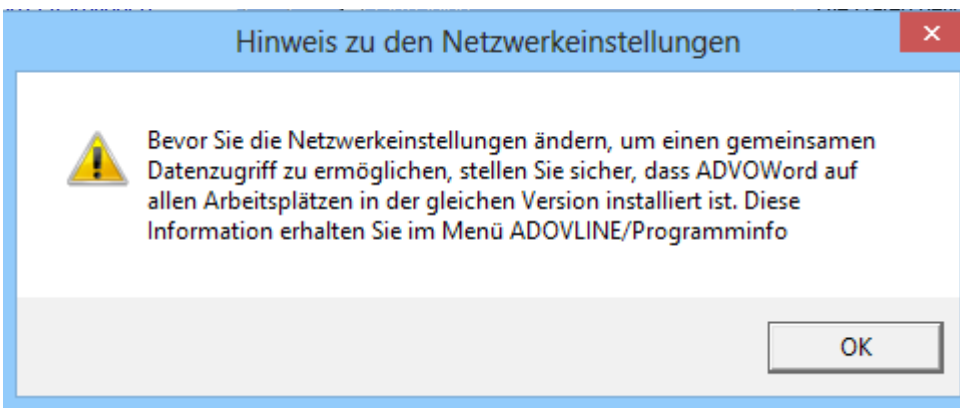 Hinweis zu den Netzwerkeinstellungen
Bevor Sie die Netzwerkeinstellungen ändern, um einen gemeinsamen
Datenzugriff zu ermöglichen, stellen Sie sicher, dass ADVOWord auf
allen Arbeitsplätzen in der gleichen Version installiert ist. Diese
Information erhalten Sie im Menü ADOVLINE/Programminfo
OK